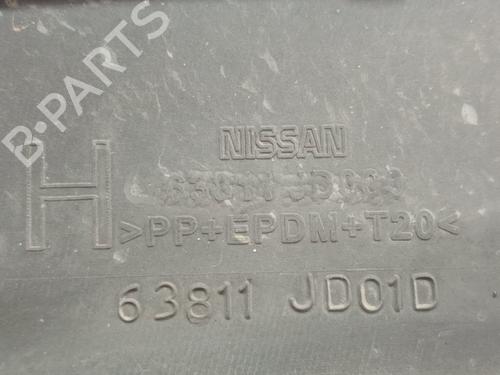 B-PARTS
NISSAN
H
>PP+EPDM+T20<
63811 JD01D